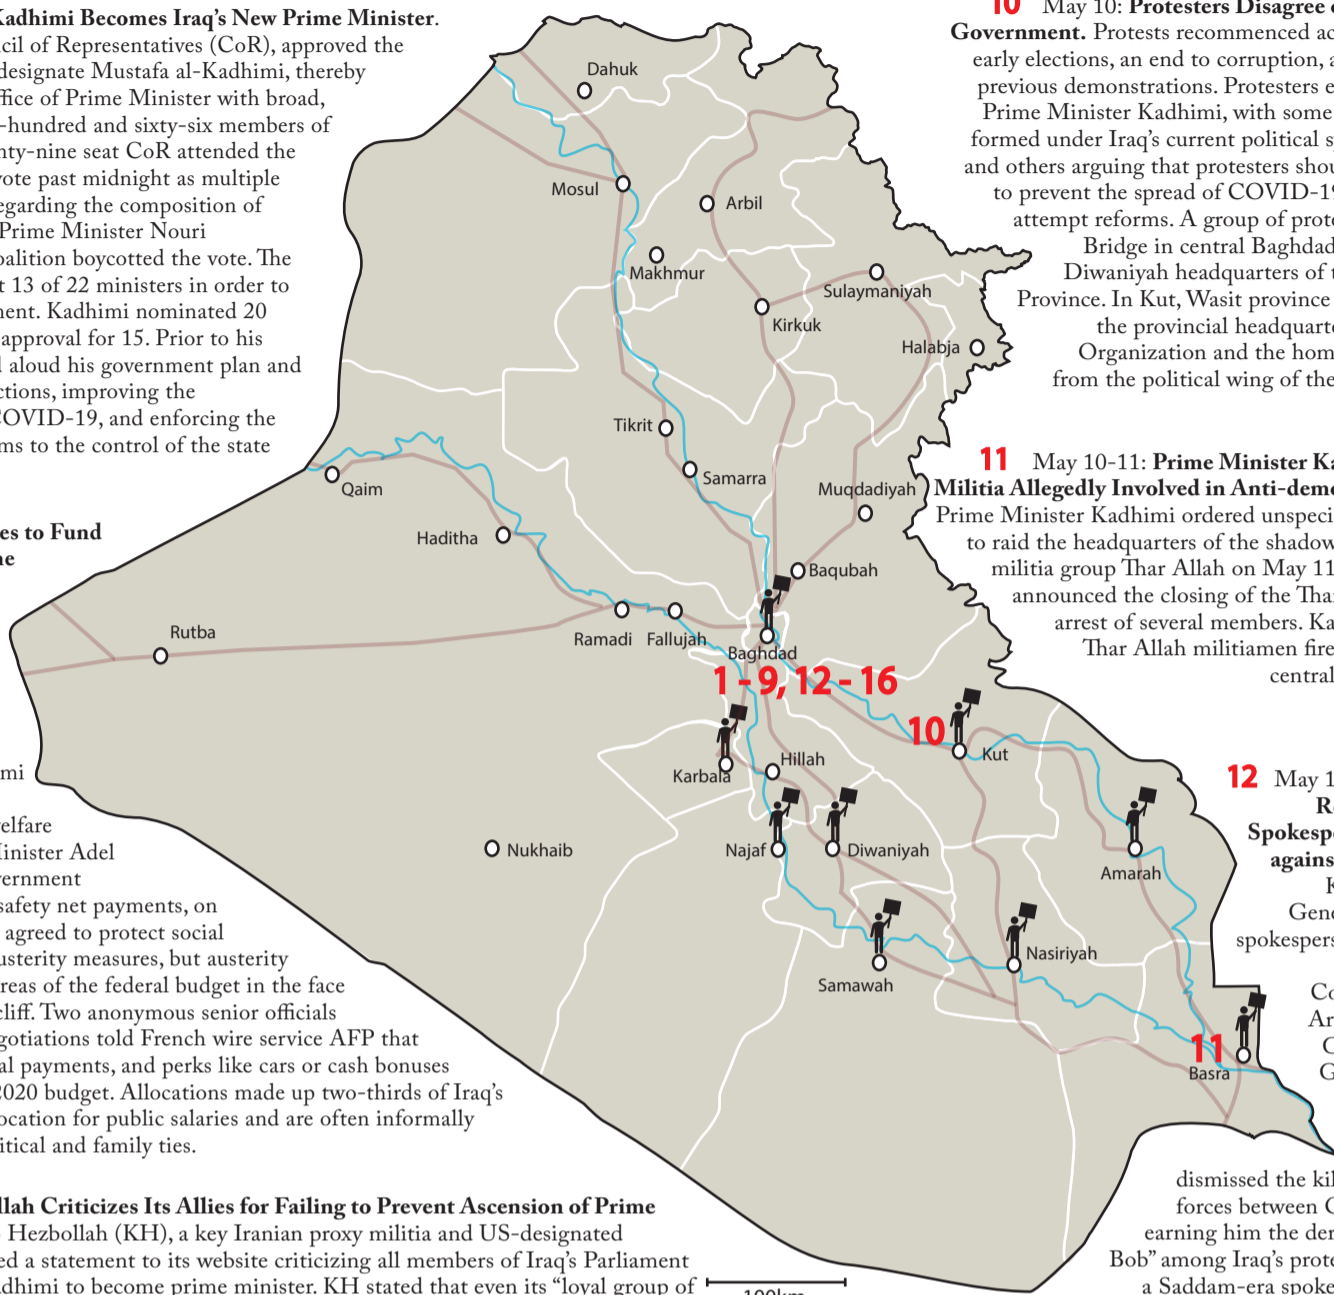 Kadhimi Becomes Iraq's New Prime Minister.
cil of Representatives (CoR), approved the
designate Mustafa al-Kadhimi, thereby
ffice of Prime Minister with broad,
-hundred and sixty-six members of
nty-nine seat CoR attended the
vote past midnight as multiple
egarding the composition of
Prime Minister Nouri
oalition boycotted the vote. The
t 13 of 22 ministers in order to
nent. Kadhimi nominated 20
approval for 15. Prior to his
d aloud his government plan and
ctions, improving the
COVID-19, and enforcing the
ms to the control of the state
es to Fund
ne
mi
elfare
Minister Adel
vernment
safety net payments, on
agreed to protect social
usterity measures, but austerity
reas of the federal budget in the face
cliff. Two anonymous senior officials
gotiations told French wire service AFP that
al payments, and perks like cars or cash bonuses
2020 budget. Allocations made up two-thirds of Iraq's
ocation for public salaries and are often informally
itical and family ties.
llah Criticizes Its Allies for Failing to Prevent Ascension of Prime
Hezbollah (KH), a key Iranian proxy militia and US-designated
ed a statement to its website criticizing all members of Iraq's Parliament
adhimi to become prime minister. KH stated that even its "loyal group of
Dahuk
Mosul
Arbil
Makhmur
Sulaymaniyah
Kirkuk
Halabja
Tikrit
Samarra
Muqdadiyah
Qaim
Haditha
Baqubah
Rutba
Ramadi
Fallujah
Baghdad
1 - 9, 12 - 16
10
Kut
Karbala
Hillah
Nukhaib
Najaf
Diwaniyah
Amarah
Samawah
Nasiriyah
11
Basra
100km
10 May 10: Protesters Disagree o
Government. Protests recommenced ac
early elections, an end to corruption, a
previous demonstrations. Protesters e
Prime Minister Kadhimi, with some
formed under Iraq's current political s
and others arguing that protesters shou
to prevent the spread of COVID-19
attempt reforms. A group of prote
Bridge in central Baghdad
Diwaniyah headquarters of t
Province. In Kut, Wasit province
the provincial headquarte
Organization and the hom
from the political wing of the
11 May 10-11: Prime Minister Ka
Militia Allegedly Involved in Anti-demo
Prime Minister Kadhimi ordered unspeci
to raid the headquarters of the shadow
militia group Thar Allah on May 11
announced the closing of the Thar
arrest of several members. Ka
Thar Allah militiamen fire
central
12 May 1
R
Spokespe
agains
K
Gene
spokespers
Co
Ar
C
G
dismissed the kil
forces between O
earning him the der
Bob" among Iraq's prote
a Saddam-era spoke